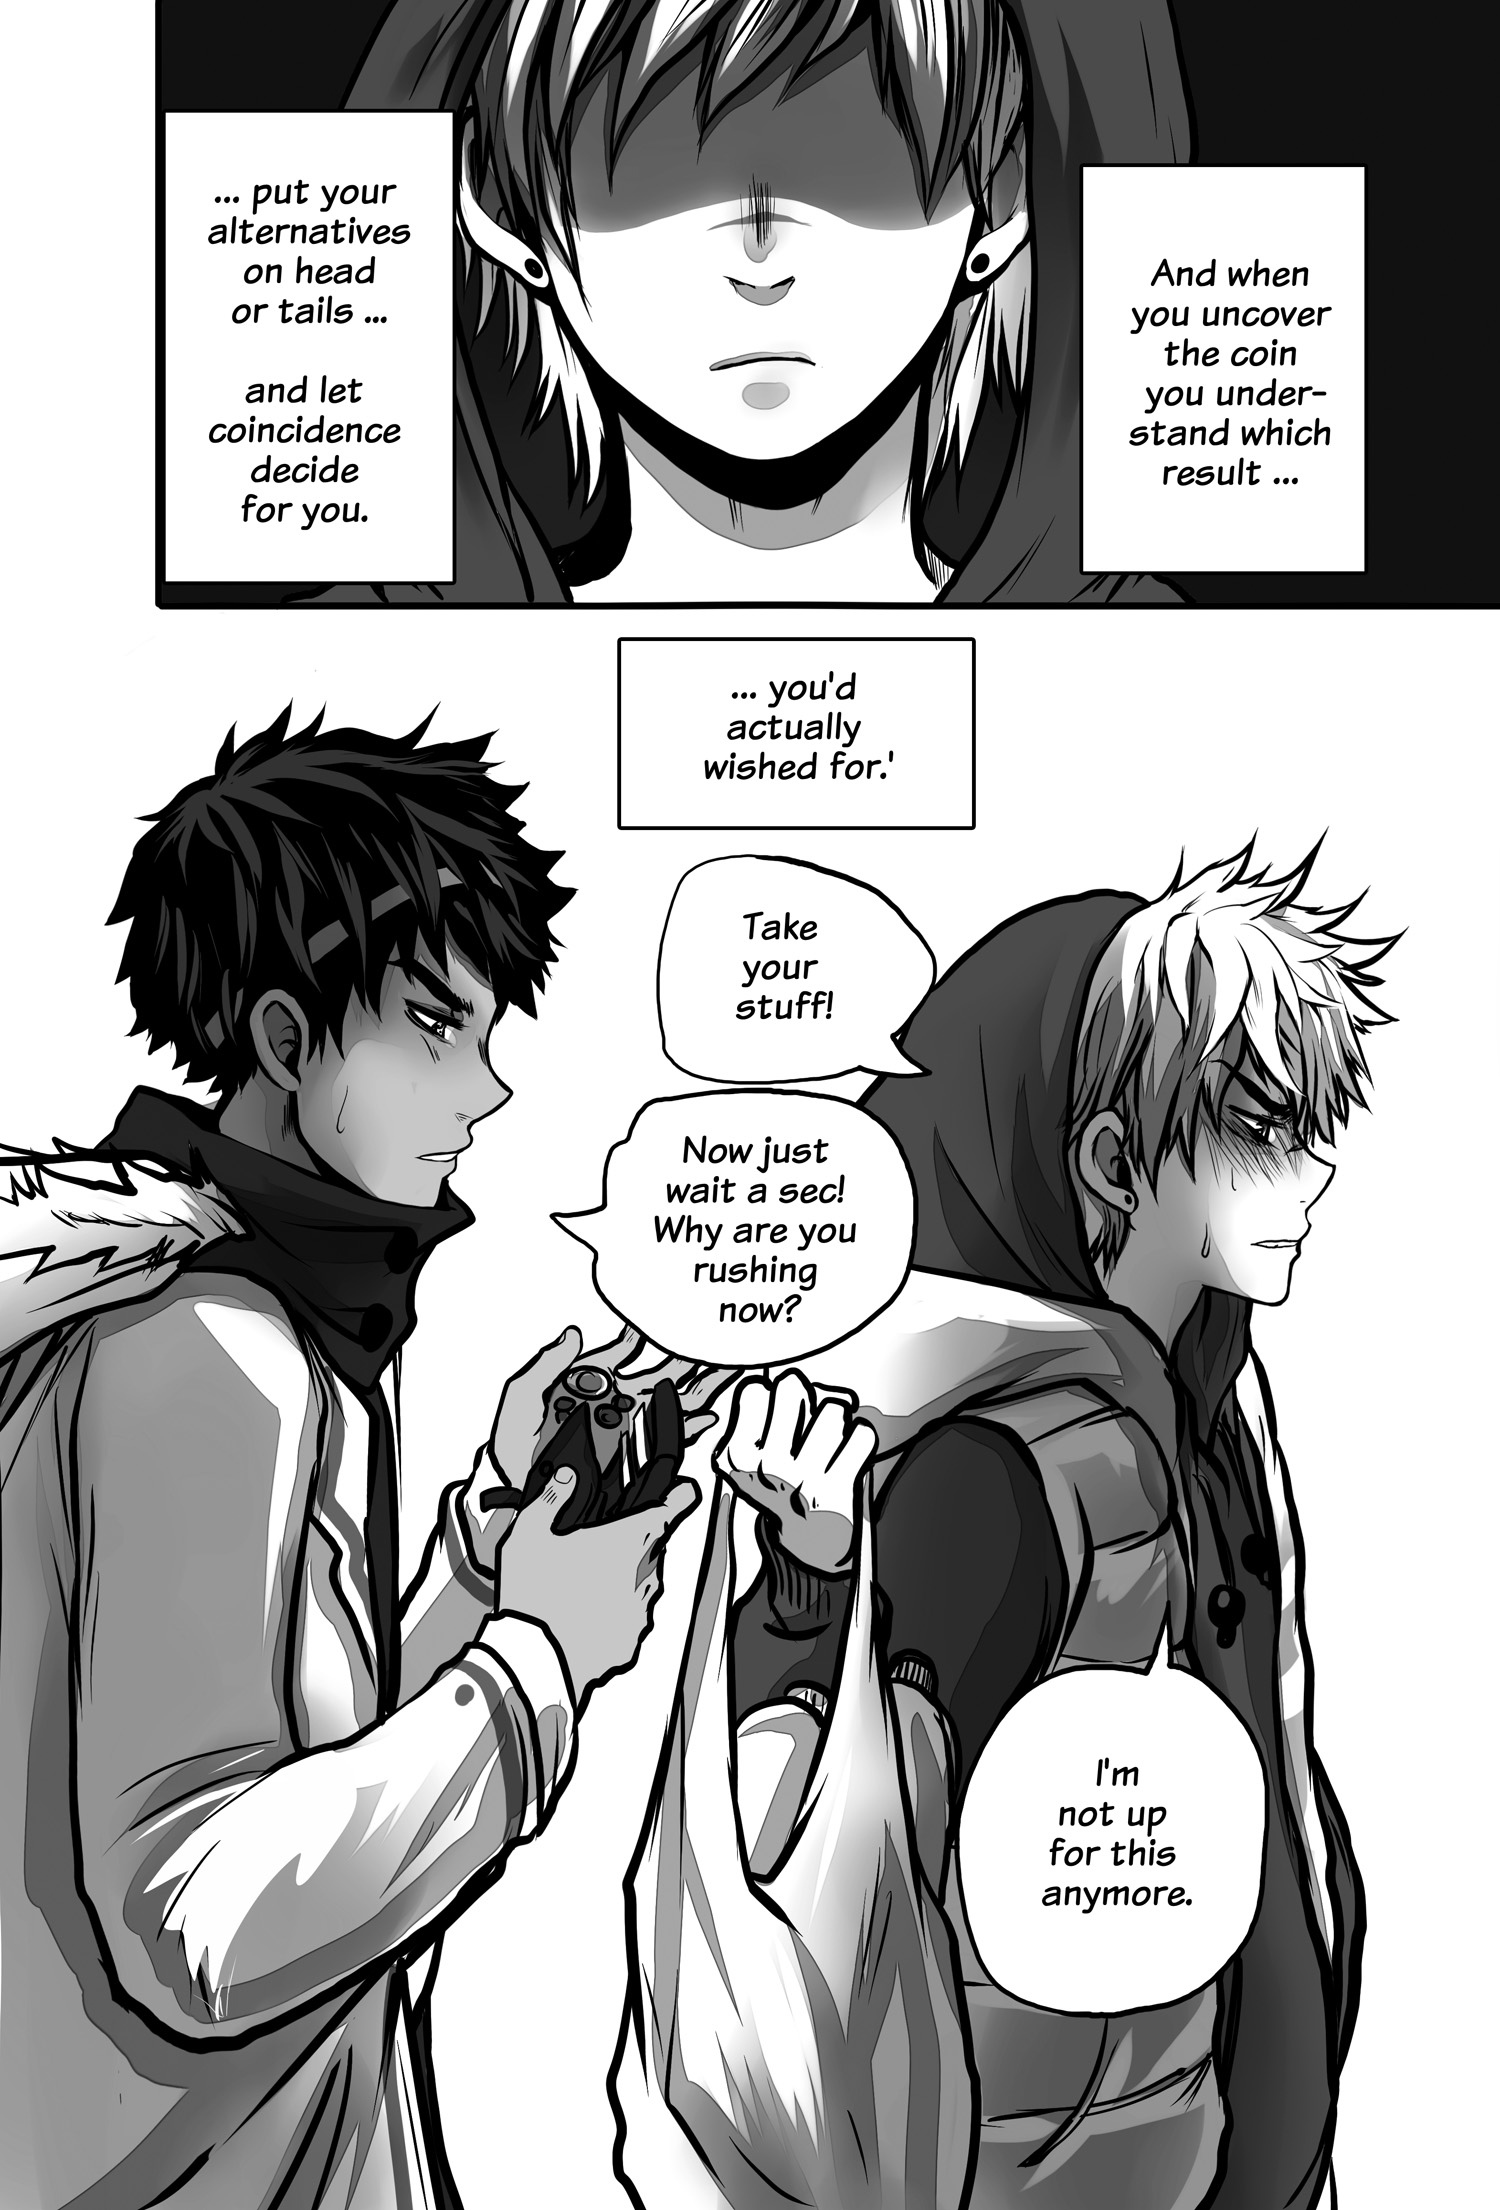 ... put your
alternatives
on head
or tails ...
and let
coincidence
decide
for you.
And when
you uncover
the coin
you under-
stand which
result ...
... you'd
actually
wished for.'
Take
your
stuff!
Now just
wait a sec!
Why are you
rushing
now?
I'm
not up
for this
anymore.